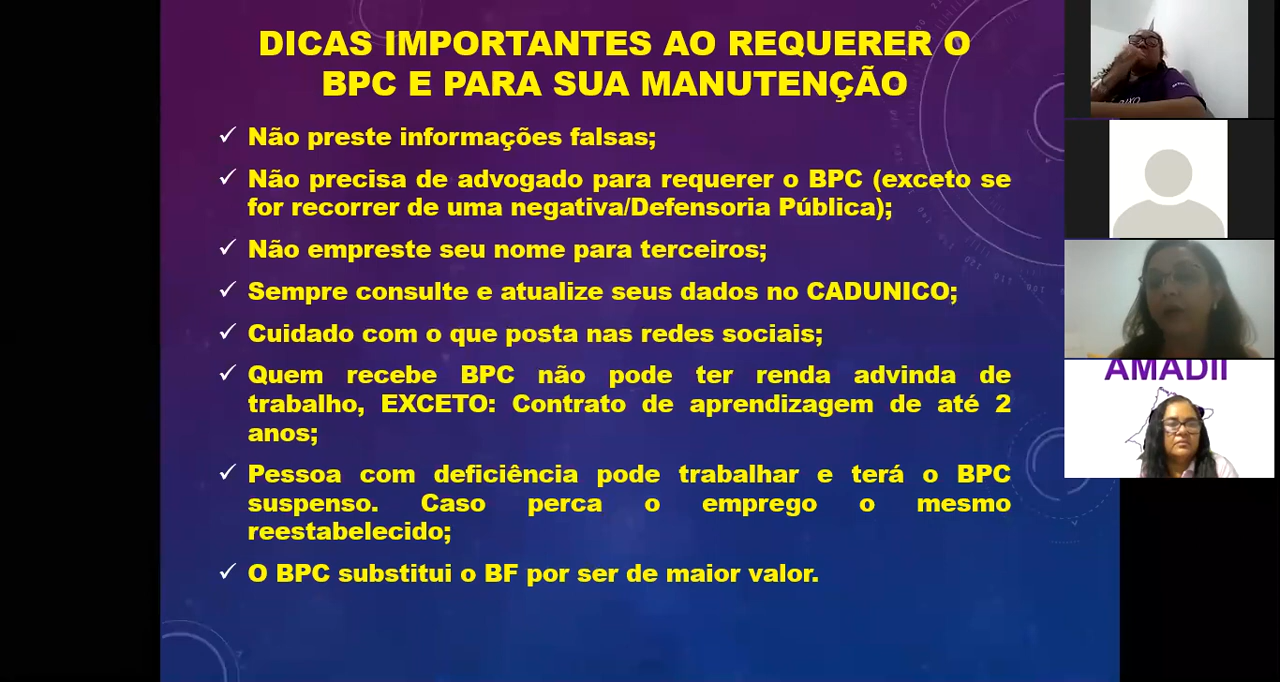 DICAS IMPORTANTES AO REQUERER O
BPC E PARA SUA MANUTENÇÃO
Não preste informações falsas;
Não precisa de advogado para requerer o BPC (exceto se
for recorrer de uma negativa/Defensoria Pública);
Não empreste seu nome para terceiros;
Sempre consulte e atualize seus dados no CADUNICO;
Cuidado com o que posta nas redes sociais;
Quem recebe BPC não pode ter renda advinda de
trabalho, EXCETO: Contrato de aprendizagem de até 2
anos;
Pessoa com deficiência pode trabalhar e terá o BPC
suspenso. Caso perca o emprego o mesmo
reestabelecido;
O BPC substitui o BF por ser de maior valor.
AMADII